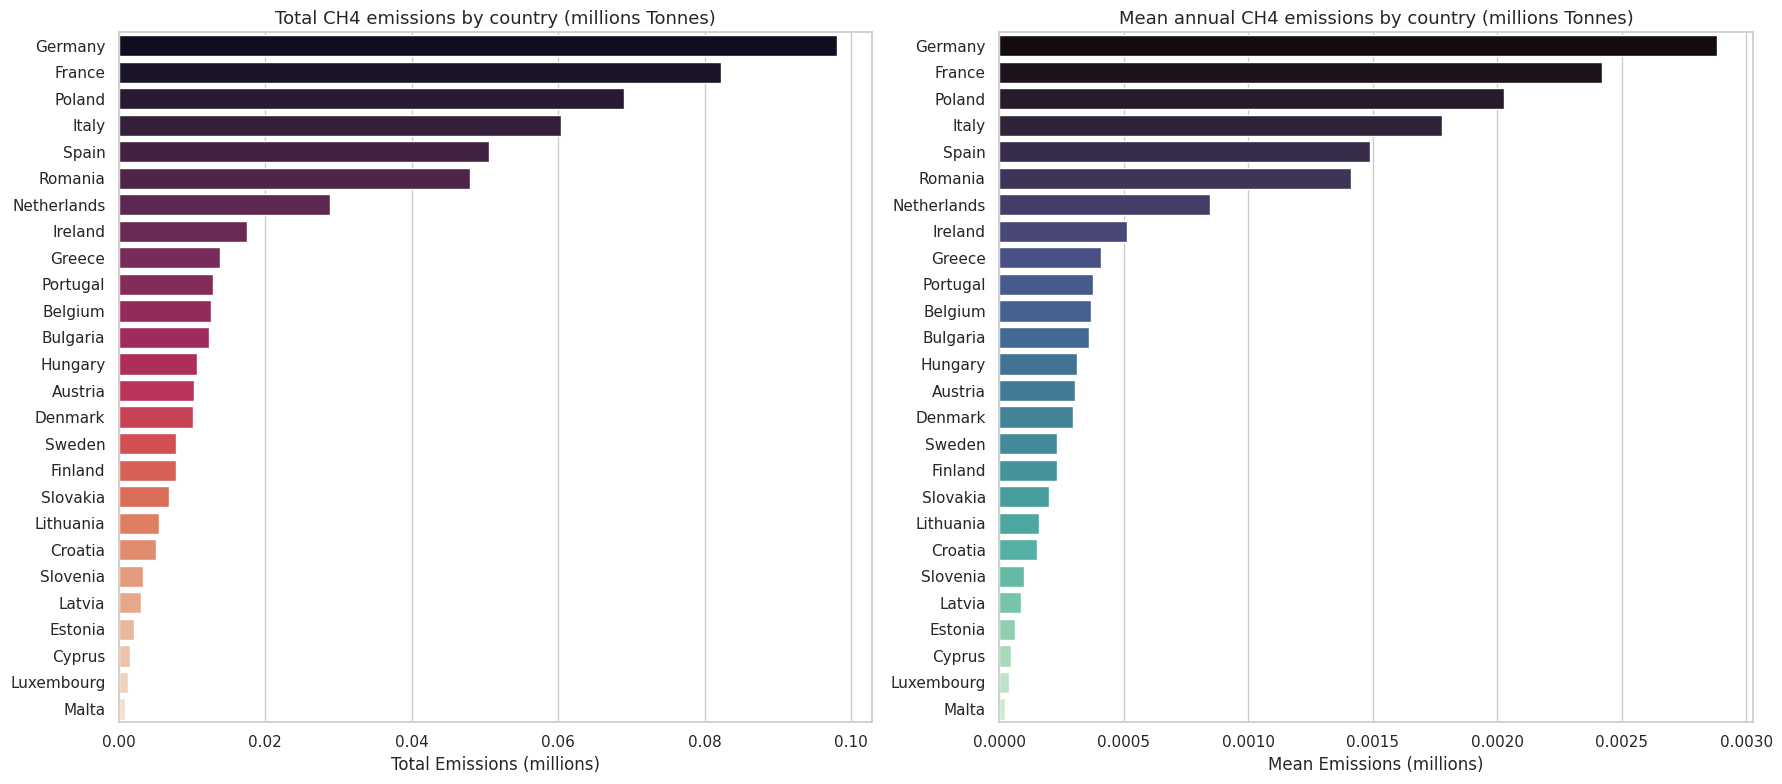 Total CH4 emissions by country (millions Tonnes)
Germany
France
Poland
Italy
Spain
Romania
Netherlands
Ireland
Greece
Portugal
Belgium
Bulgaria
Hungary
Austria
Denmark
Sweden
Finland
Slovakia
Lithuania
Croatia
Slovenia
Latvia
Estonia
Cyprus
Luxembourg
Malta
0.00 0.02 0.04 0.06 0.08 0.10
Total Emissions (millions)
Mean annual CH4 emissions by country (millions Tonnes)
Germany
France
Poland
Italy
Spain
Romania
Netherlands
Ireland
Greece
Portugal
Belgium
Bulgaria
Hungary
Austria
Denmark
Sweden
Finland
Slovakia
Lithuania
Croatia
Slovenia
Latvia
Estonia
Cyprus
Luxembourg
Malta
0.0000 0.0005 0.0010 0.0015 0.0020 0.0025 0.0030
Mean Emissions (millions)